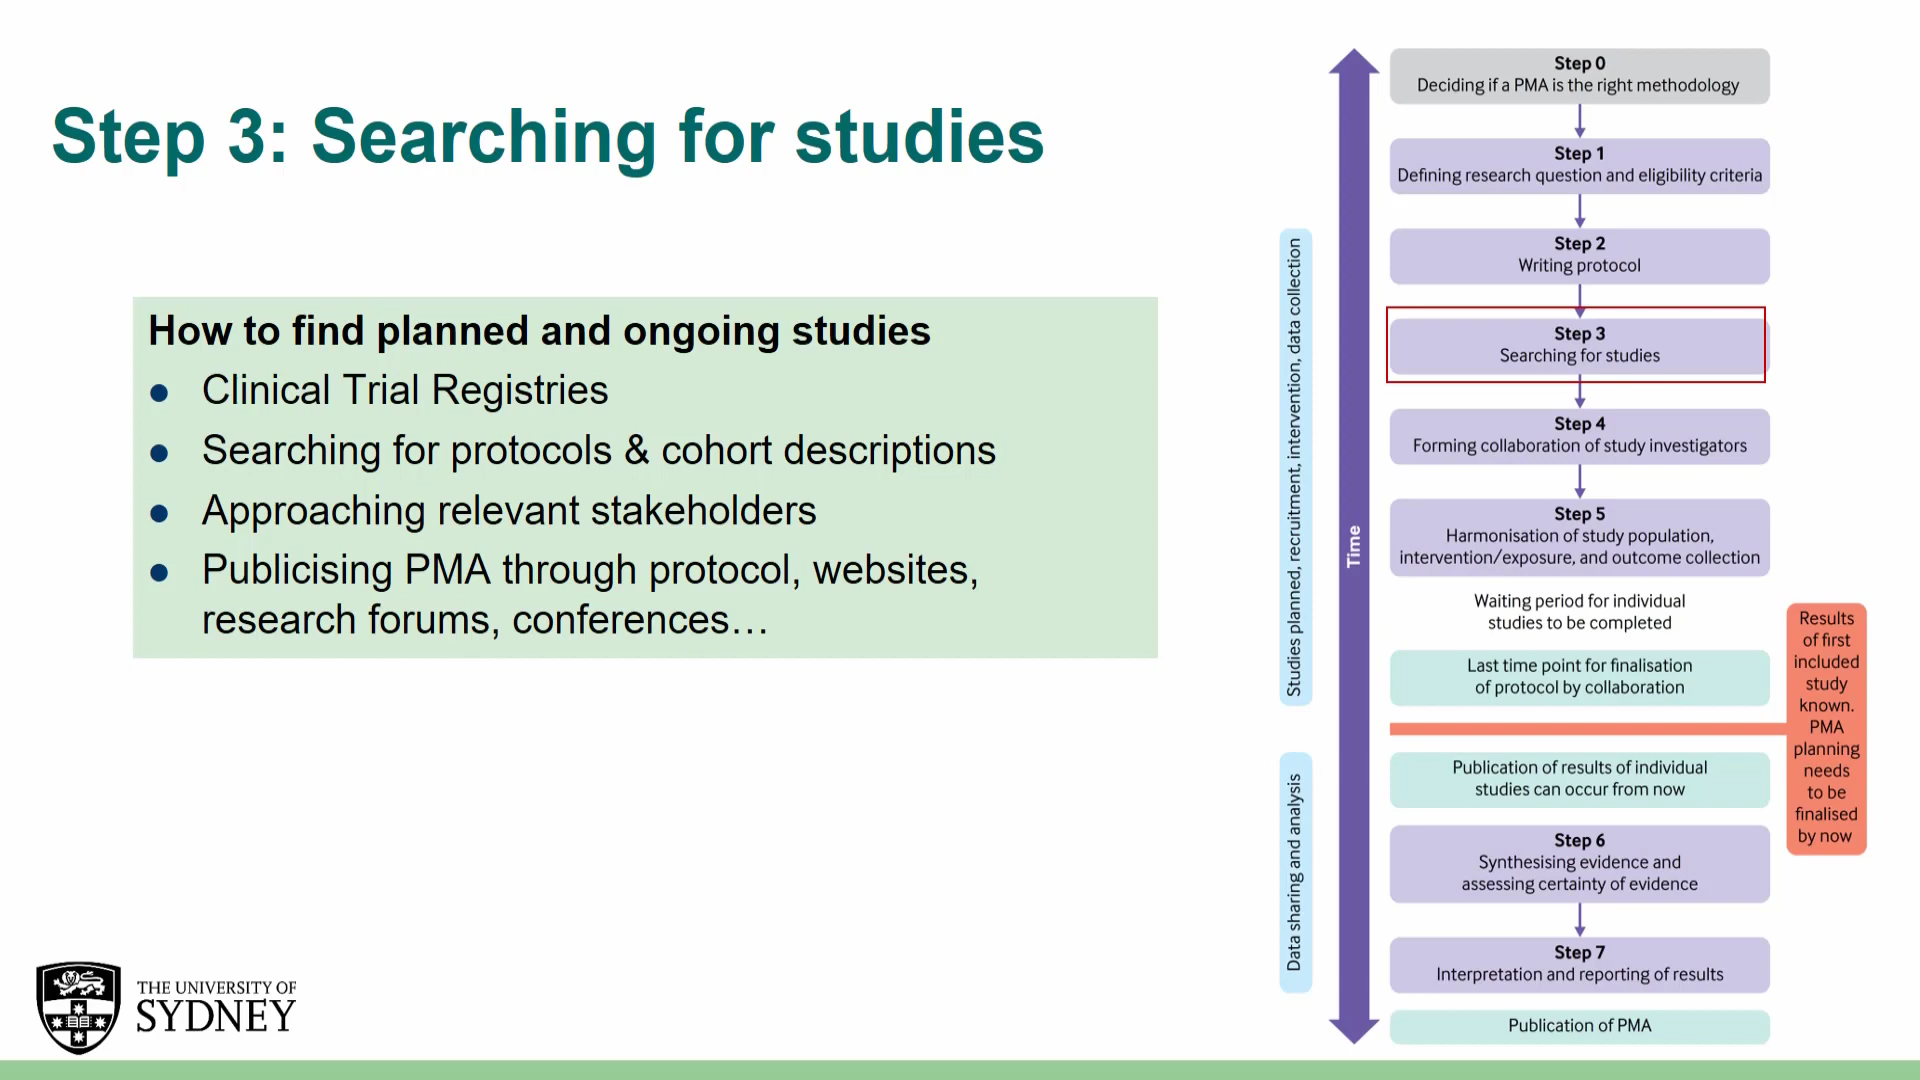 Step 3: Searching for studies
How to find planned and ongoing studies
● Clinical Trial Registries
● Searching for protocols & cohort descriptions
● Approaching relevant stakeholders
● Publicising PMA through protocol, websites,
research forums, conferences…
THE UNIVERSITY OF
SYDNEY
Studies planned, recruitment, intervention, data collection
Data sharing and analysis
Time
Step 0
Deciding if a PMA is the right methodology
Step 1
Defining research question and eligibility criteria
Step 2
Writing protocol
Step 3
Searching for studies
Step 4
Forming collaboration of study investigators
Step 5
Harmonisation of study population,
intervention/exposure, and outcome collection
Waiting period for individual
studies to be completed
Last time point for finalisation
of protocol by collaboration
Publication of results of individual
studies can occur from now
Step 6
Synthesising evidence and
assessing certainty of evidence
Step 7
Interpretation and reporting of results
Publication of PMA
Results
of first
included
study
known.
PMA
planning
needs
to be
finalised
by now